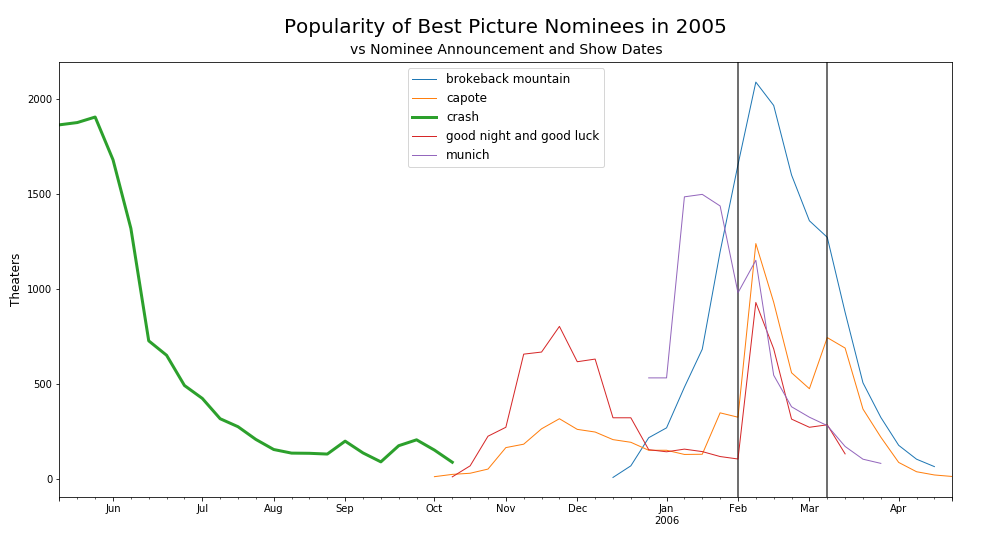 Popularity of Best Picture Nominees in 2005
vs Nominee Announcement and Show Dates
brokeback mountain
capote
crash
good night and good luck
munich
Theaters
2000
1500
1000
500
0
Jun Jul Aug Sep Oct Nov Dec Jan Feb Mar Apr
2006